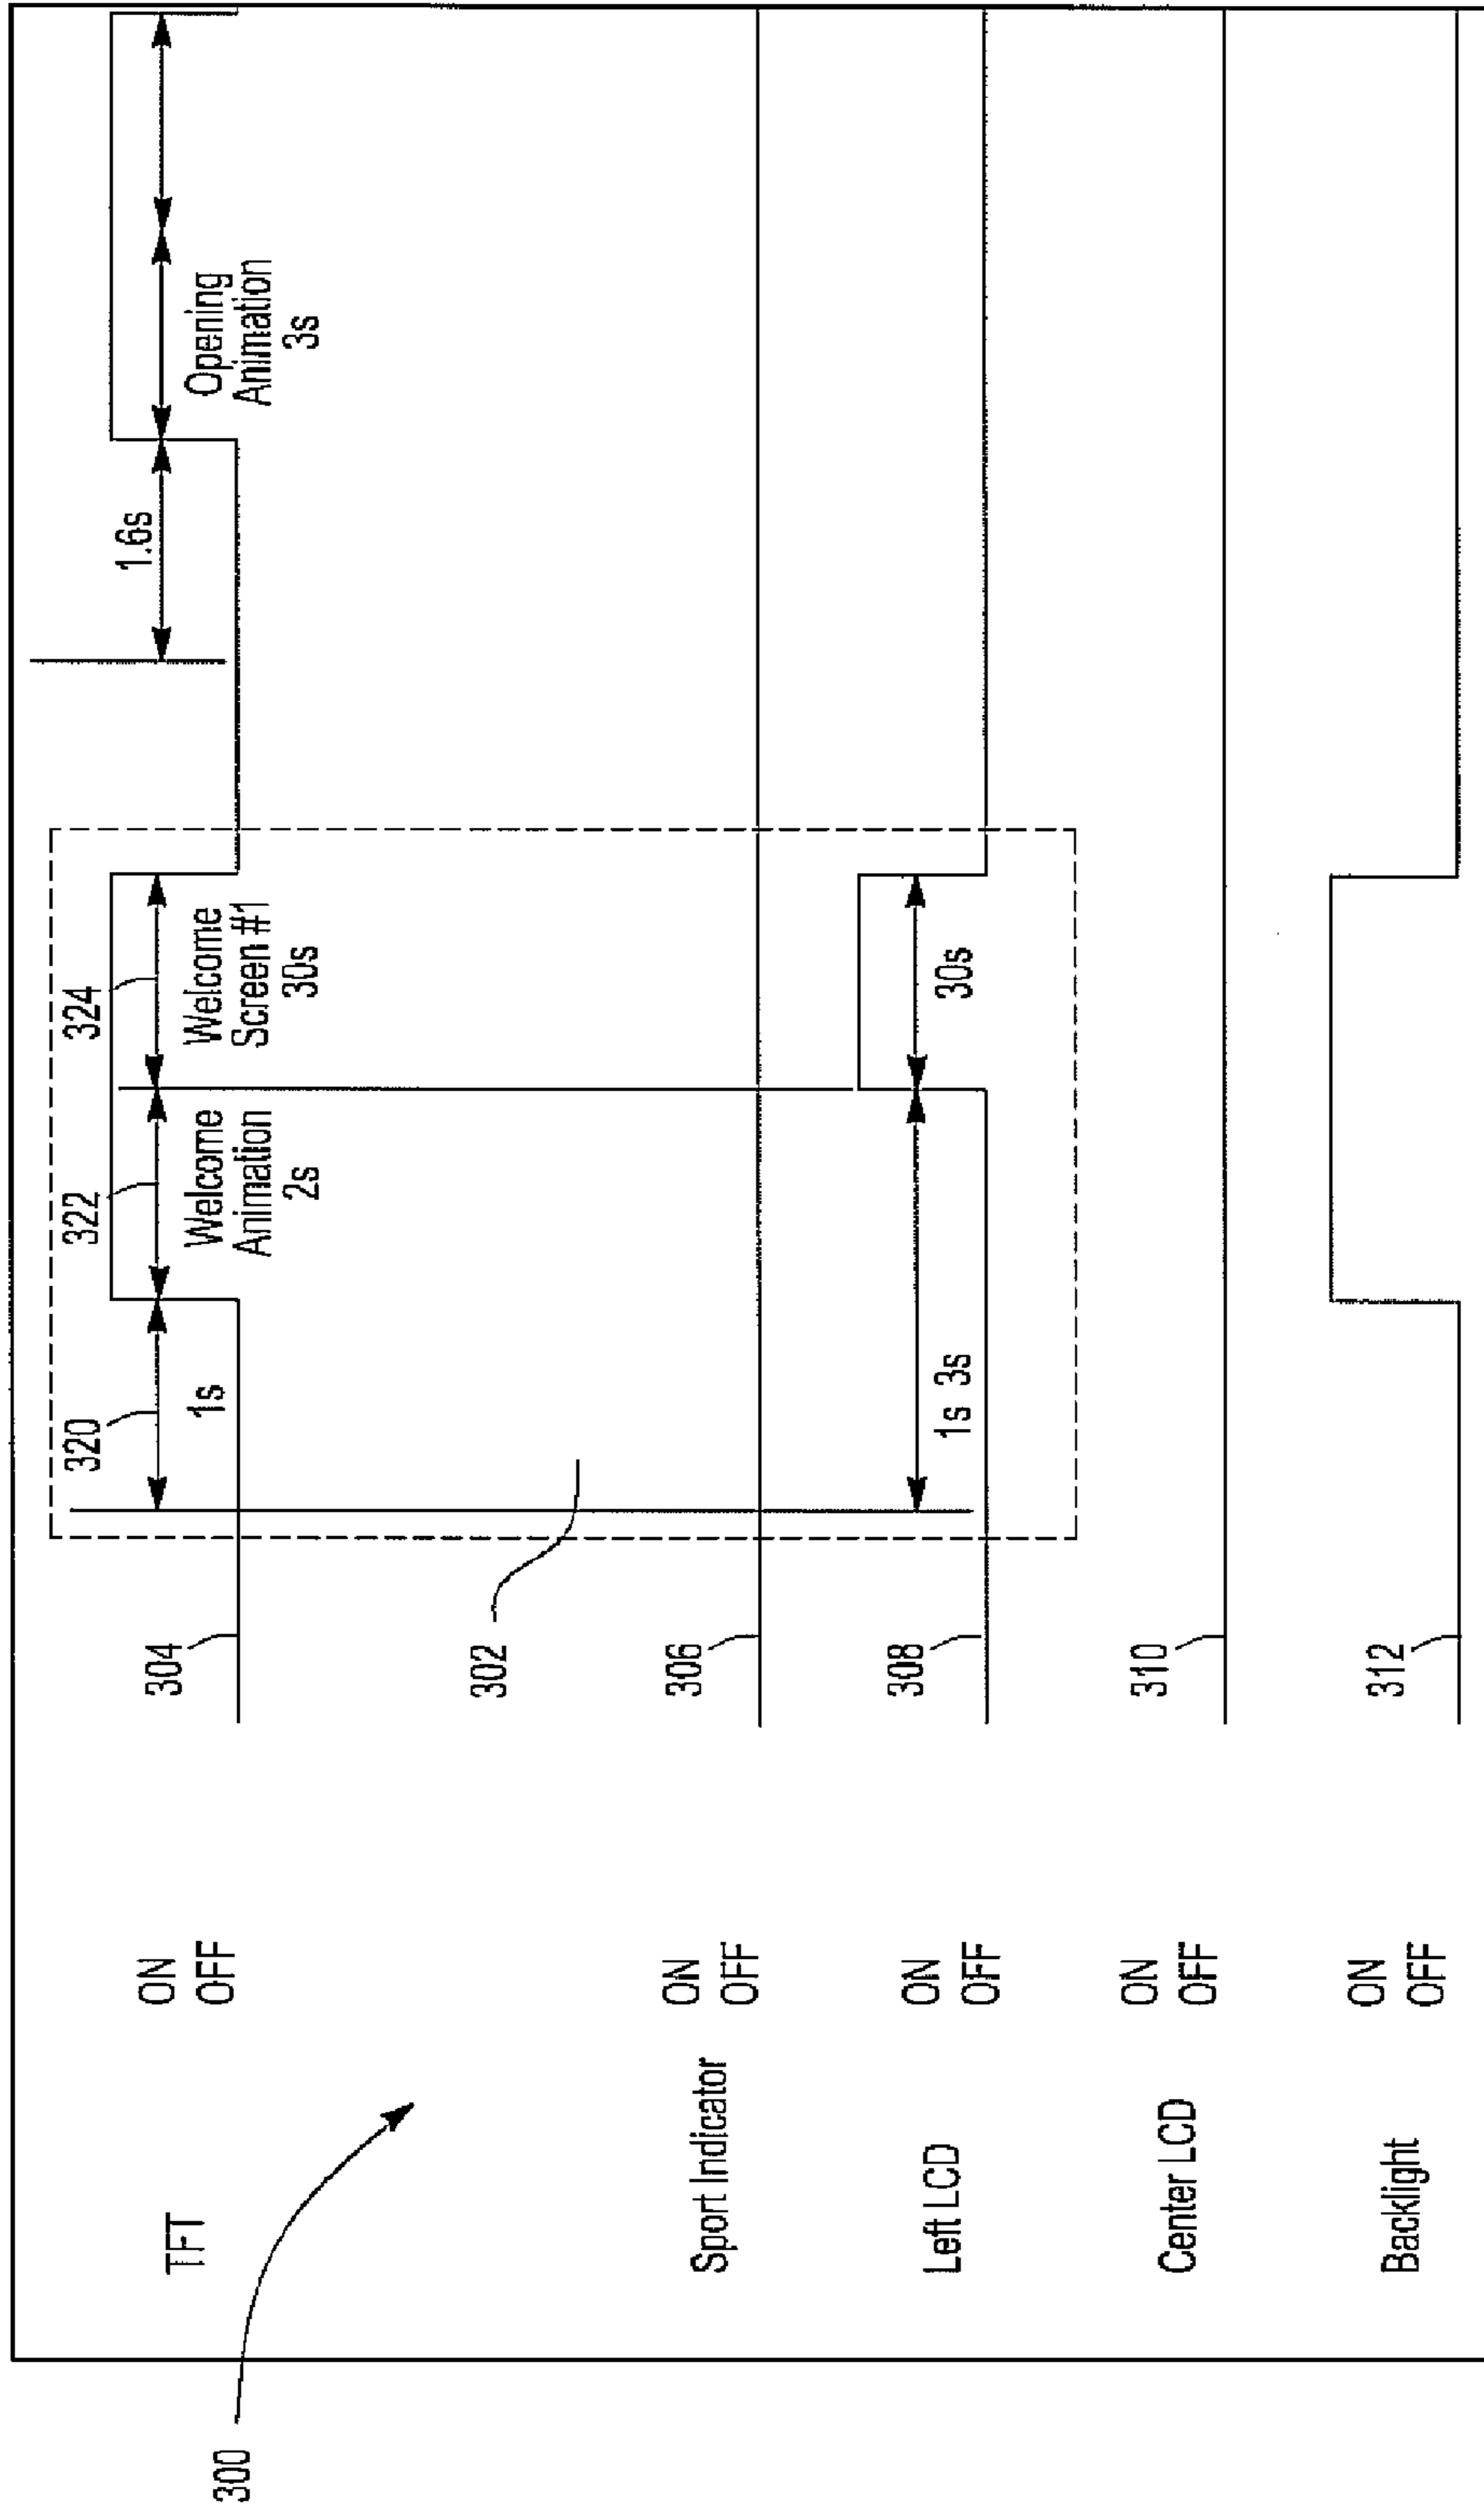 300
TFT
ON
OFF
304
320
1s
322
Welcome
Animation
2s
324
Welcome
Screen #1
30s
1.6s
Opening
Animation
3s
302
Sport Indicator
ON
OFF
306
Left LCD
ON
OFF
308
1s 3s
30s
Center LCD
ON
OFF
310
Backlight
ON
OFF
312